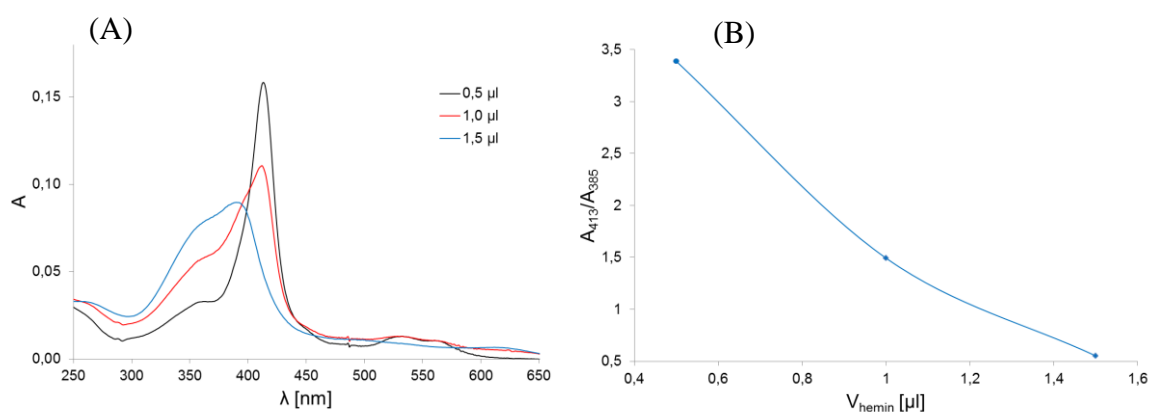 (A)
A
0,15
0,10
0,05
0,00
250 300 350 400 450 500 550 600 650
λ [nm]
0,5 µl
1,0 µl
1,5 µl
(B)
A413/A385
3,5
3
2,5
2
1,5
1
0,5
0,4 0,6 0,8 1 1,2 1,4 1,6
Vhemin [µl]